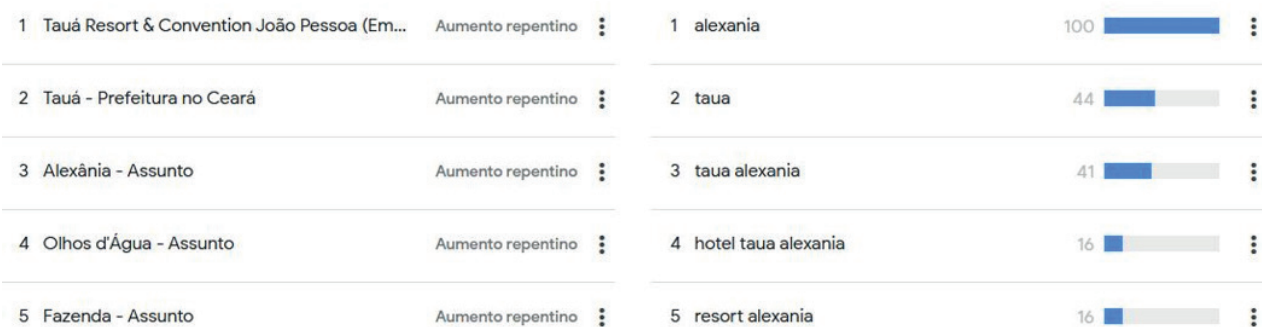 1 Tauá Resort & Convention João Pessoa (Em... Aumento repentino
2 Tauá - Prefeitura no Ceará Aumento repentino
3 Alexânia - Assunto Aumento repentino
4 Olhos d'Água - Assunto Aumento repentino
5 Fazenda - Assunto Aumento repentino
1 alexania 100
2 taua 44
3 taua alexania 41
4 hotel taua alexania 16
5 resort alexania 16